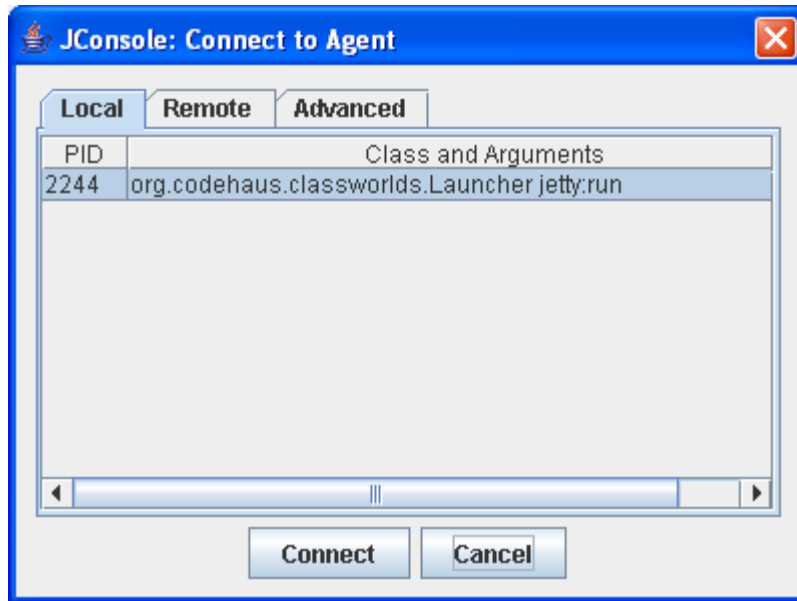 JConsole: Connect to Agent
Local Remote Advanced
PID Class and Arguments
2244 org.codehaus.classworlds.Launcher jetty:run
Connect Cancel